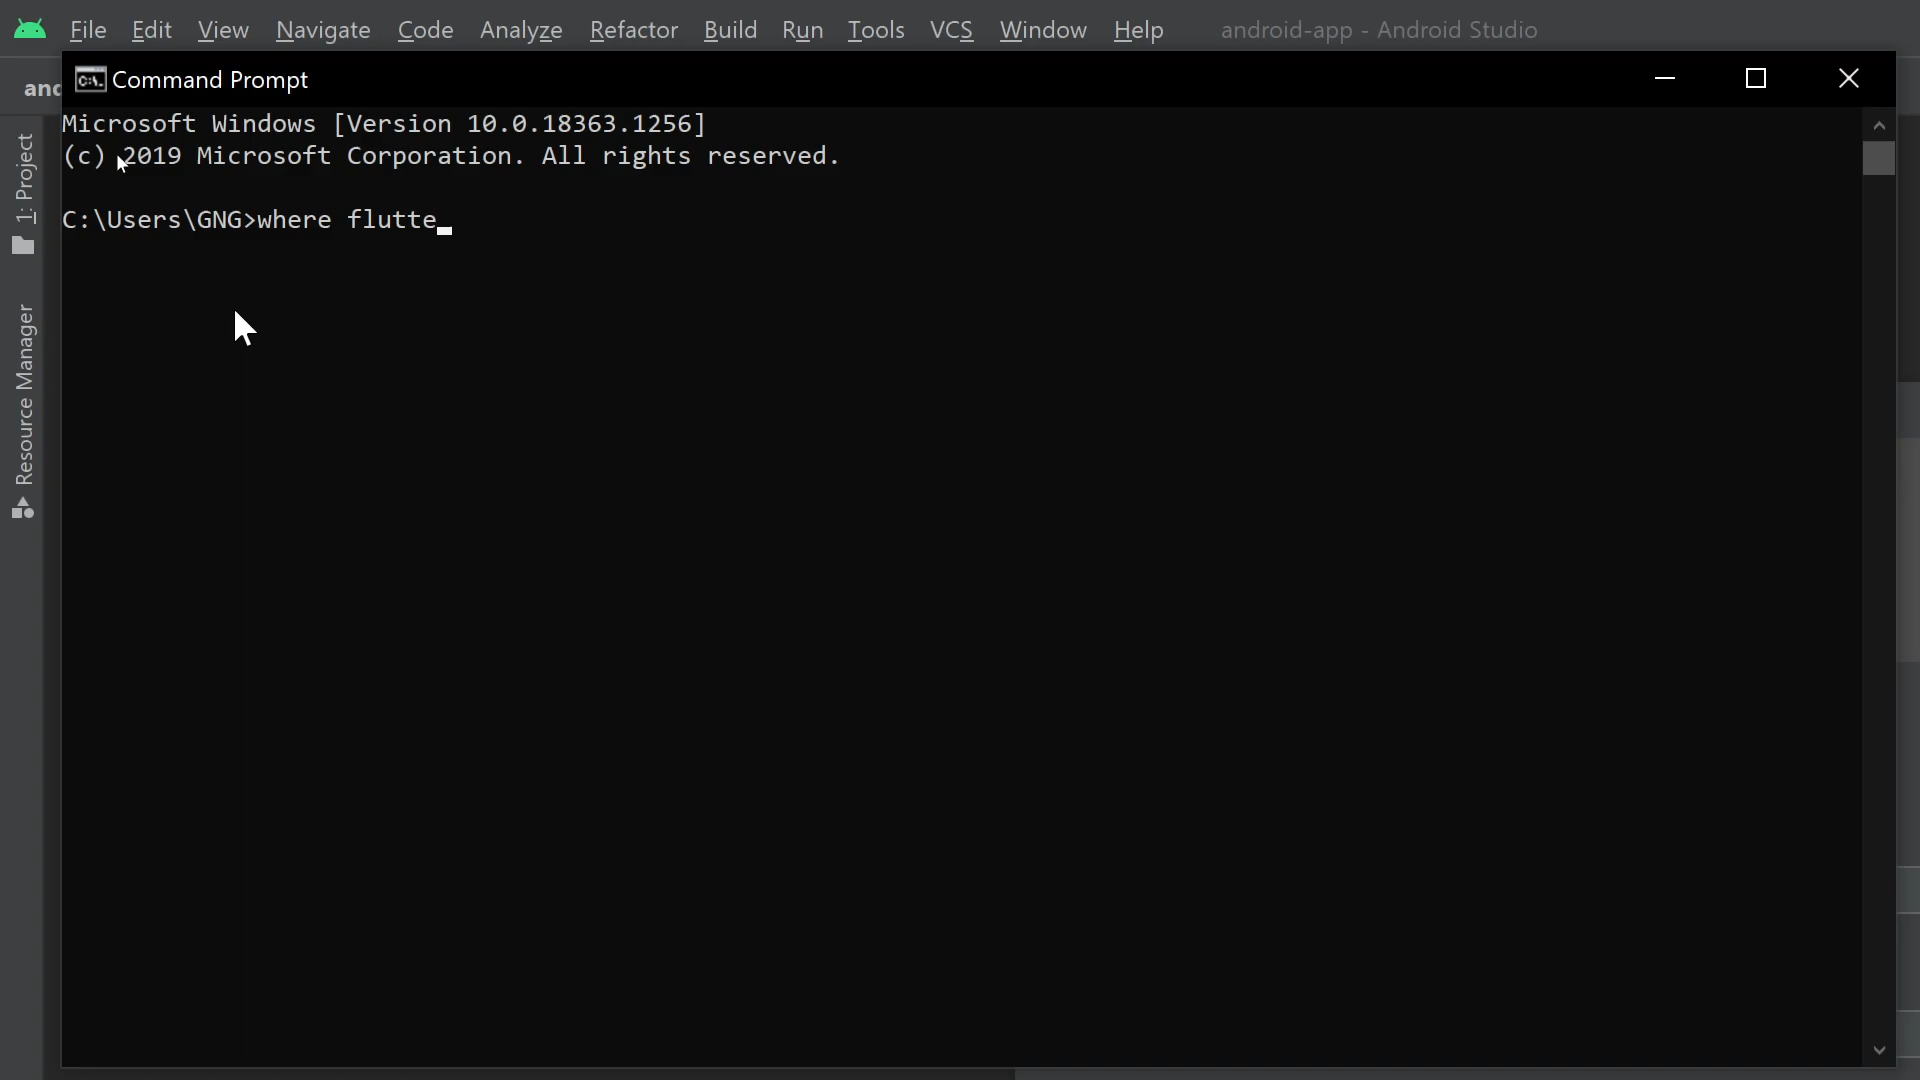 File Edit View Navigate Code Analyze Refactor Build Run Tools VCS Window Help android-app - Android Studio
C:\. Command Prompt
and
Microsoft Windows [Version 10.0.18363.1256]
(c) 2019 Microsoft Corporation. All rights reserved.
C:\Users\GNG>where flutte
1: Project
Resource Manager